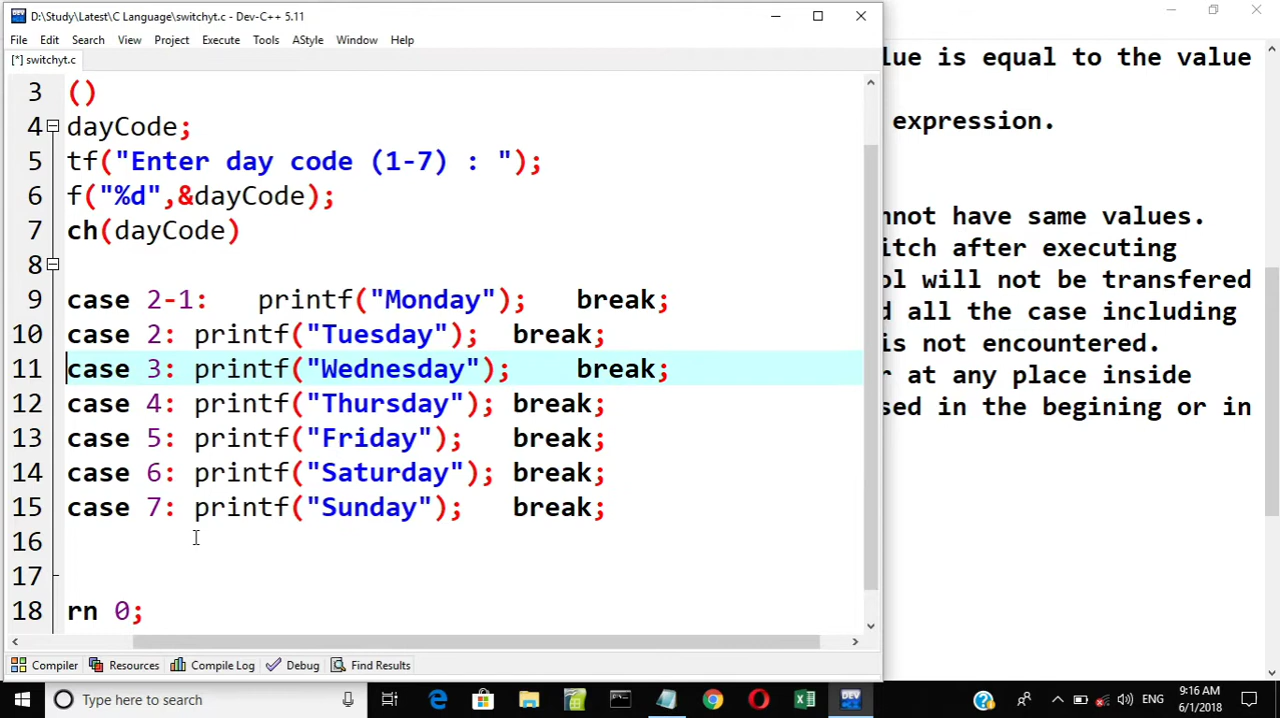 D:\Study\Latest\C Language\switchyt.c - Dev-C++ 5.11
File Edit Search View Project Execute Tools AStyle Window Help
[*] switchyt.c
3 ()
4 dayCode;
5 tf("Enter day code (1-7) : ");
6 f("%d",&dayCode);
7 ch(dayCode)
8
9 case 2-1: printf("Monday"); break;
10 case 2: printf("Tuesday"); break;
11 case 3: printf("Wednesday"); break;
12 case 4: printf("Thursday"); break;
13 case 5: printf("Friday"); break;
14 case 6: printf("Saturday"); break;
15 case 7: printf("Sunday"); break;
16
17
18 rn 0;
Compiler Resources Compile Log Debug Find Results
lue is equal to the value
expression.
nnot have same values.
itch after executing
ol will not be transfered
d all the case including
is not encountered.
r at any place inside
sed in the begining or in
Type here to search
DEV
ENG
9:16 AM
6/1/2018